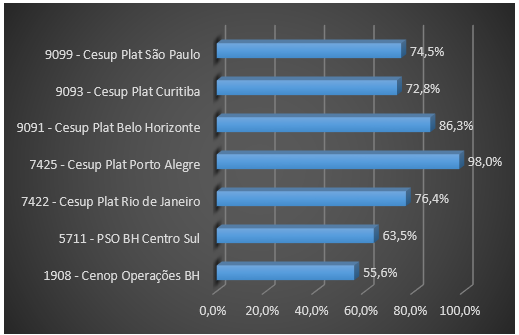 9099 - Cesup Plat São Paulo 74,5%
9093 - Cesup Plat Curitiba 72,8%
9091 - Cesup Plat Belo Horizonte 86,3%
7425 - Cesup Plat Porto Alegre 98,0%
7422 - Cesup Plat Rio de Janeiro 76,4%
5711 - PSO BH Centro Sul 63,5%
1908 - Cenop Operações BH 55,6%
0,0% 20,0% 40,0% 60,0% 80,0% 100,0%